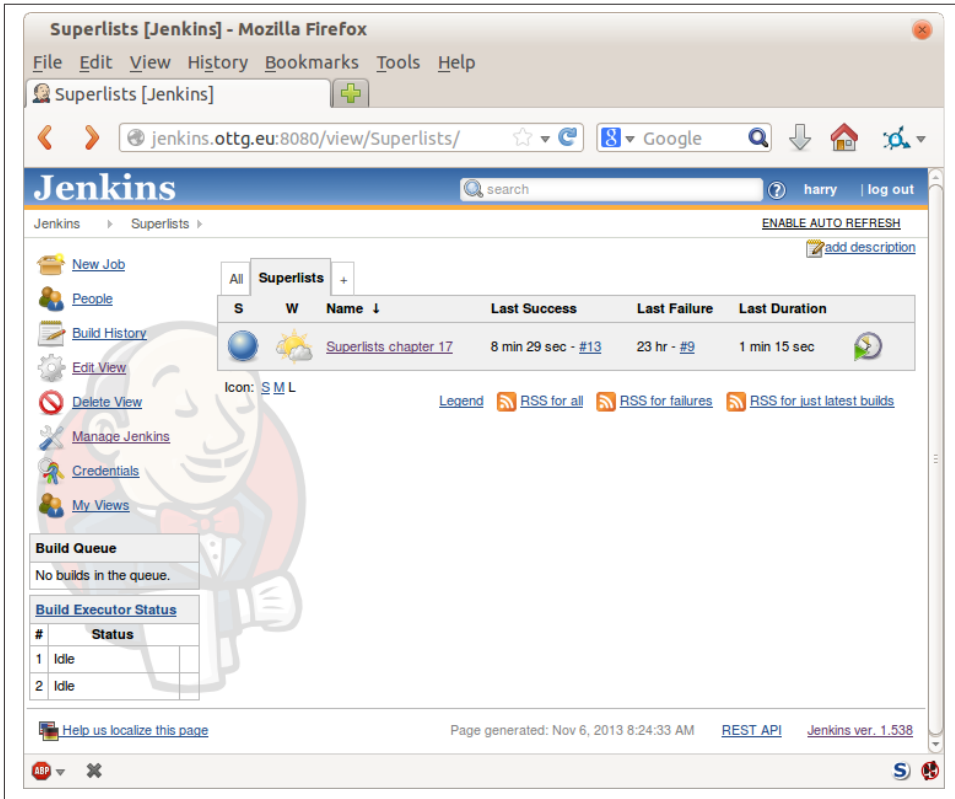 Superlists [Jenkins] - Mozilla Firefox
File Edit View History Bookmarks Tools Help
Superlists [Jenkins]
jenkins.ottg.eu:8080/view/Superlists/ 8 Google
Jenkins search ? harry | log out
Jenkins Superlists ENABLE AUTO REFRESH
add description
New Job
People
Build History
Edit View
Delete View
Manage Jenkins
Credentials
My Views
All Superlists +
S W Name ↓ Last Success Last Failure Last Duration
Superlists chapter 17 8 min 29 sec - #13 23 hr - #9 1 min 15 sec
Icon: S M L
Legend RSS for all RSS for failures RSS for just latest builds
Build Queue
No builds in the queue.
Build Executor Status
# Status
1 Idle
2 Idle
Help us localize this page Page generated: Nov 6, 2013 8:24:33 AM REST API Jenkins ver. 1.538
ABP S